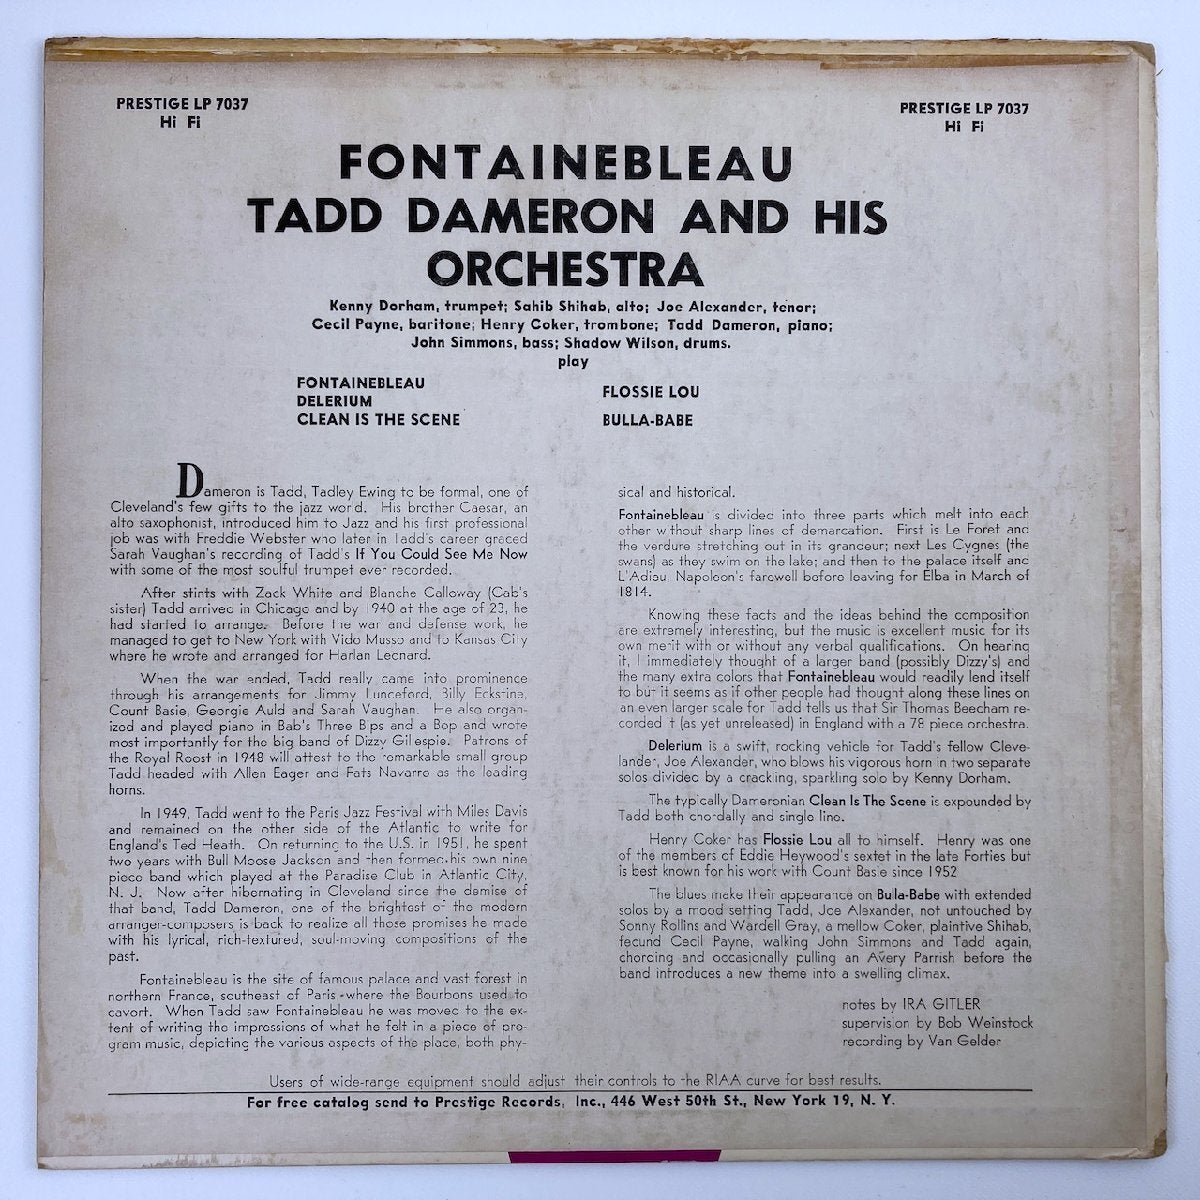 PRESTIGE LP 7037
Hi Fi
PRESTIGE LP 7037
Hi Fi
FONTAINEBLEAU
TADD DAMERON AND HIS
ORCHESTRA
Kenny Dorham, trumpet; Sahib Shihab, alto; Joe Alexander, tenor;
Cecil Payne, baritone; Henry Coker, trombone; Tadd Dameron, piano;
John Simmons, bass; Shadow Wilson, drums.
play
FONTAINEBLEAU
DELERIUM
CLEAN IS THE SCENE
FLOSSIE LOU
BULLA-BABE
Dameron is Tadd, Tadley Ewing to be formal, one of
Cleveland's few gifts to the jazz world. His brother Caesar, an
alto saxophonist, introduced him to Jazz and his first professional
job was with Freddie Webster who later in Tadd's career graced
Sarah Vaughan's recording of Tadd's If You Could See Me Now
with some of the most soulful trumpet ever recorded.
After stints with Zack White and Blanche Calloway (Cab's
sister) Tadd arrived in Chicago and by 1940 at the age of 23, he
had started to arrange. Before the war and defense work, he
managed to get to New York with Vido Musso and to Kansas City
where he wrote and arranged for Harlan Leonard.
When the war ended, Tadd really came into prominence
through his arrangements for Jimmy Lunceford, Billy Eckstine,
Count Basie, Georgie Auld and Sarah Vaughan. He also organ-
ized and played piano in Bab's Three Bips and a Bop and wrote
most importantly for the big band of Dizzy Gillespie. Patrons of
the Royal Roost in 1948 will attest to the remarkable small group
Tadd headed with Allen Eager and Fats Navarro as the leading
horns.
In 1949, Tadd went to the Paris Jazz Festival with Miles Davis
and remained on the other side of the Atlantic to write for
England's Ted Heath. On returning to the U.S. in 1951, he spent
two years with Bull Moose Jackson and then formed his own nine
piece band which played at the Paradise Club in Atlantic City,
N. J. Now after hibernating in Cleveland since the demise of
that band, Tadd Dameron, one of the brightest of the modern
arranger-composers is back to realize all those promises he made
with his lyrical, rich-textured, soul-moving compositions of the
past.
Fontainebleau is the site of famous palace and vast forest in
northern France, southeast of Paris - where the Bourbons used to
cavort. When Tadd saw Fontainebleau he was moved to the ex-
tent of writing the impressions of what he felt in a piece of pro-
gram music, depicting the various aspects of the place, both phy-
sical and historical.
Fontainebleau is divided into three parts which melt into each
other without sharp lines of demarcation. First is Le Foret and
the verdure stretching out in its grandeur; next Les Cygnes (the
swans) as they swim on the lake; and then to the palace itself and
L'Adieu, Napoleon's farewell before leaving for Elba in March of
1814.
Knowing these facts and the ideas behind the composition
are extremely interesting, but the music is excellent music for its
own merit with or without any verbal qualifications. On hearing
it, I immediately thought of a larger band (possibly Dizzy's) and
the many extra colors that Fontainebleau would readily lend itself
to but it seems as if other people had thought along these lines on
an even larger scale for Tadd tells us that Sir Thomas Beecham re-
corded it (as yet unreleased) in England with a 78 piece orchestra.
Delerium is a swift, rocking vehicle for Tadd's fellow Cleve-
lander, Joe Alexander, who blows his vigorous horn in two separate
solos divided by a crackling, sparkling solo by Kenny Dorham.
The typically Dameronian Clean Is The Scene is expounded by
Tadd both chordally and single line.
Henry Coker has Flossie Lou all to himself. Henry was one
of the members of Eddie Heywood's sextet in the late Forties but
is best known for his work with Count Basie since 1952
The blues make their appearance on Bulla-Babe with extended
solos by a mood setting Tadd, Joe Alexander, not untouched by
Sonny Rollins and Wardell Gray, a mellow Coker, plaintive Shihab,
fecund Cecil Payne, walking John Simmons and Tadd again,
chording and occasionally pulling an Avery Parrish before the
band introduces a new theme into a swelling climax.
notes by IRA GITLER
supervision by Bob Weinstock
recording by Van Gelder
Users of wide-range equipment should adjust their controls to the RIAA curve for best results.
For free catalog send to Prestige Records, Inc., 446 West 50th St., New York 19, N. Y.